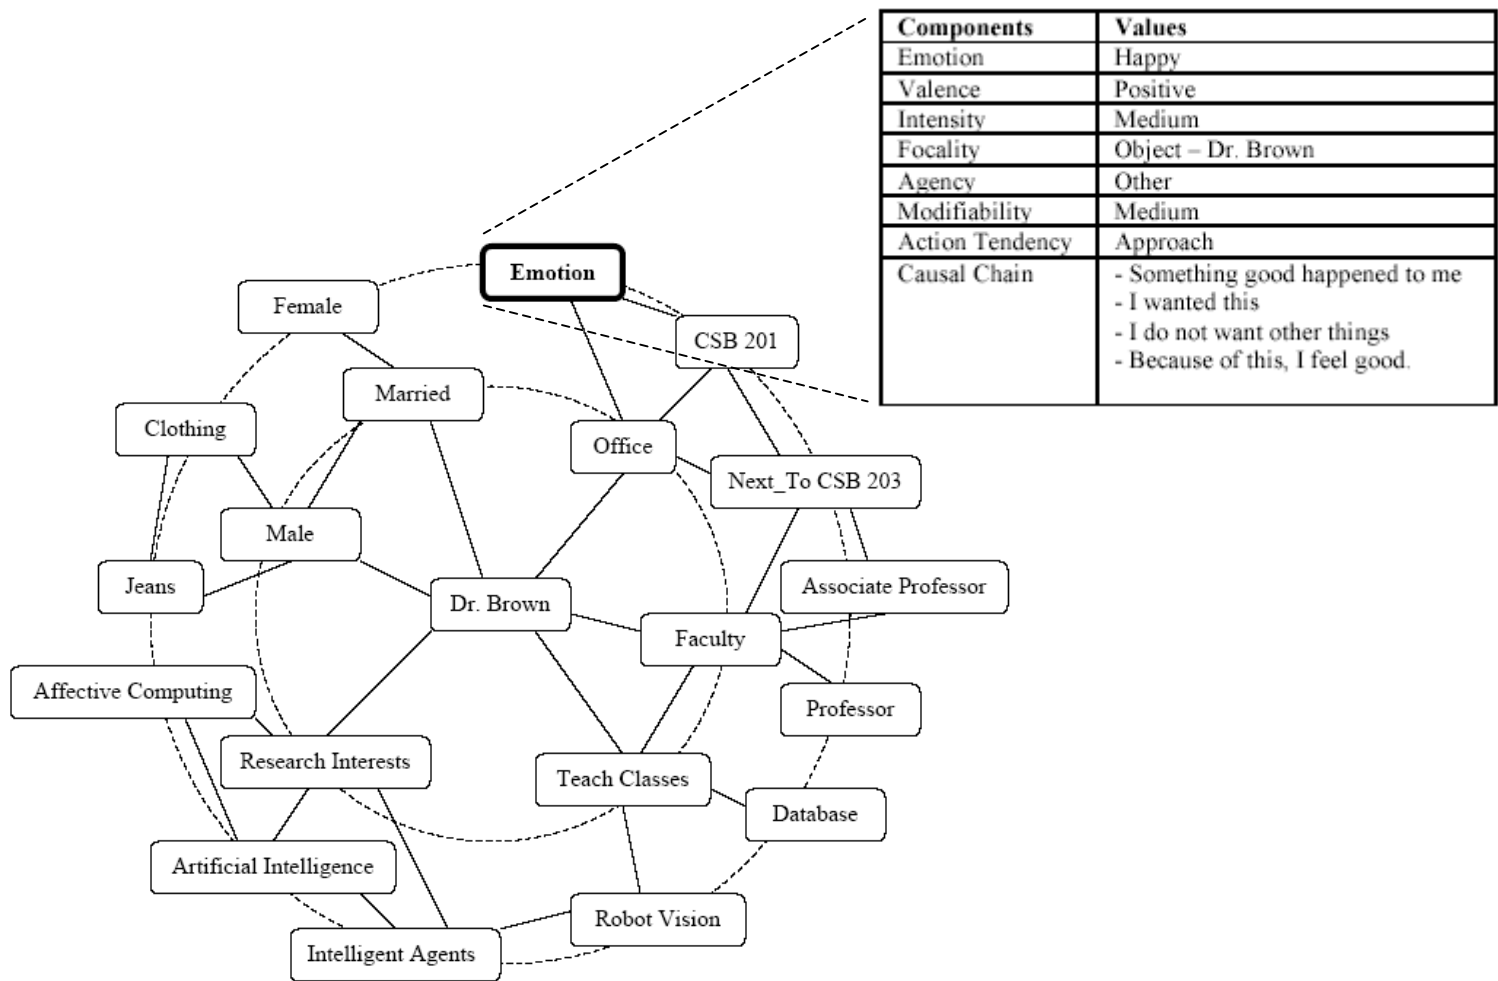 Components Values
Emotion Happy
Valence Positive
Intensity Medium
Focality Object – Dr. Brown
Agency Other
Modifiability Medium
Action Tendency Approach
Causal Chain - Something good happened to me
- I wanted this
- I do not want other things
- Because of this, I feel good.
Emotion
Female
CSB 201
Married
Clothing
Office
Next_To CSB 203
Male
Jeans
Associate Professor
Dr. Brown
Faculty
Affective Computing
Professor
Research Interests
Teach Classes
Database
Artificial Intelligence
Robot Vision
Intelligent Agents